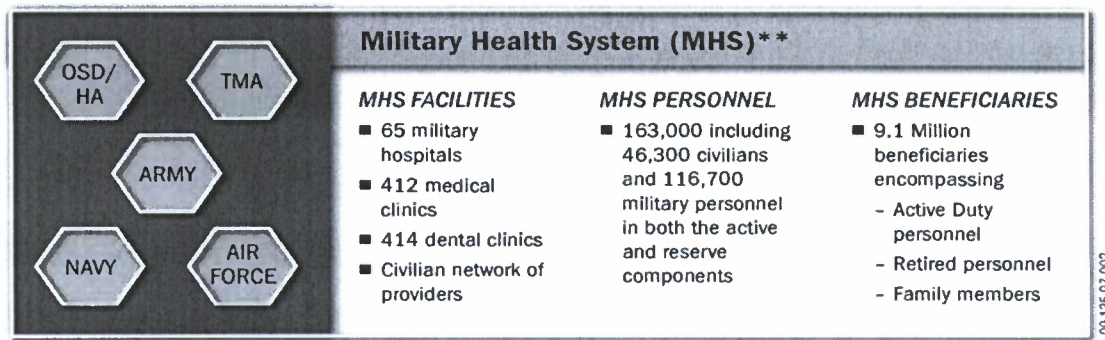 OSD/
HA
TMA
ARMY
NAVY
AIR
FORCE
Military Health System (MHS)**
MHS FACILITIES
■ 65 military
hospitals
■ 412 medical
clinics
■ 414 dental clinics
■ Civilian network of
providers
MHS PERSONNEL
■ 163,000 including
46,300 civilians
and 116,700
military personnel
in both the active
and reserve
components
MHS BENEFICIARIES
■ 9.1 Million
beneficiaries
encompassing
- Active Duty
personnel
- Retired personnel
- Family members